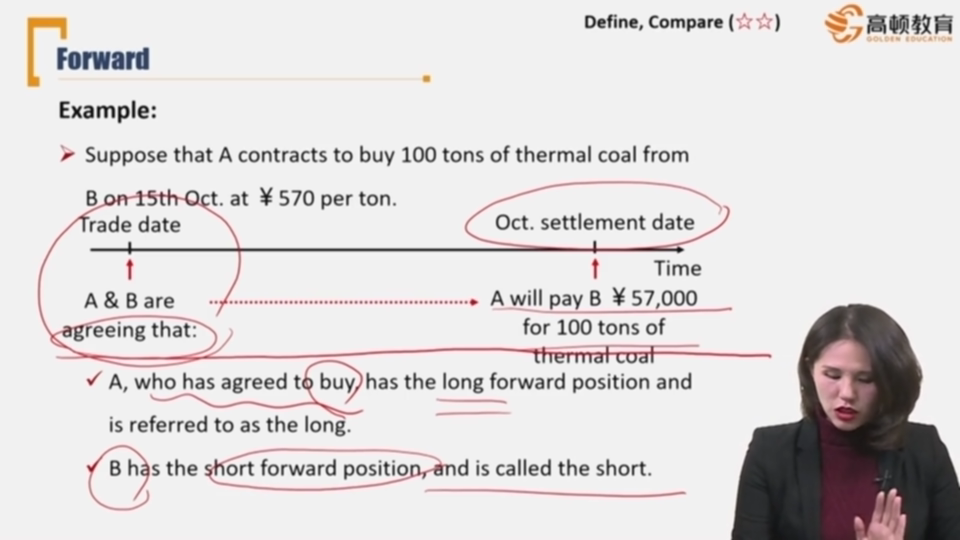 Define, Compare (☆☆)
高顿教育
GOLDEN EDUCATION
Forward
Example:
Suppose that A contracts to buy 100 tons of thermal coal from
B on 15th Oct. at ¥570 per ton.
Trade date
Oct. settlement date
Time
A & B are
agreeing that:
A will pay B ¥57,000
for 100 tons of
thermal coal
A, who has agreed to buy, has the long forward position and
is referred to as the long.
B has the short forward position, and is called the short.